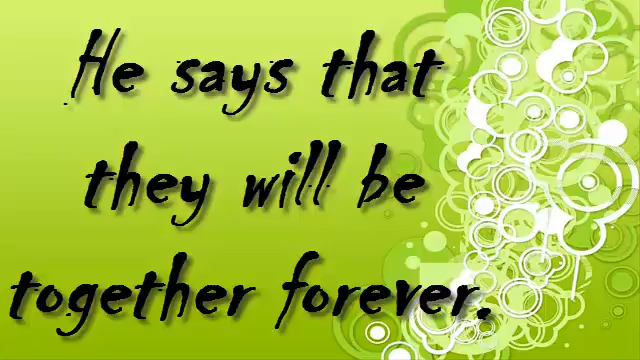 He says that
they will be
together forever.